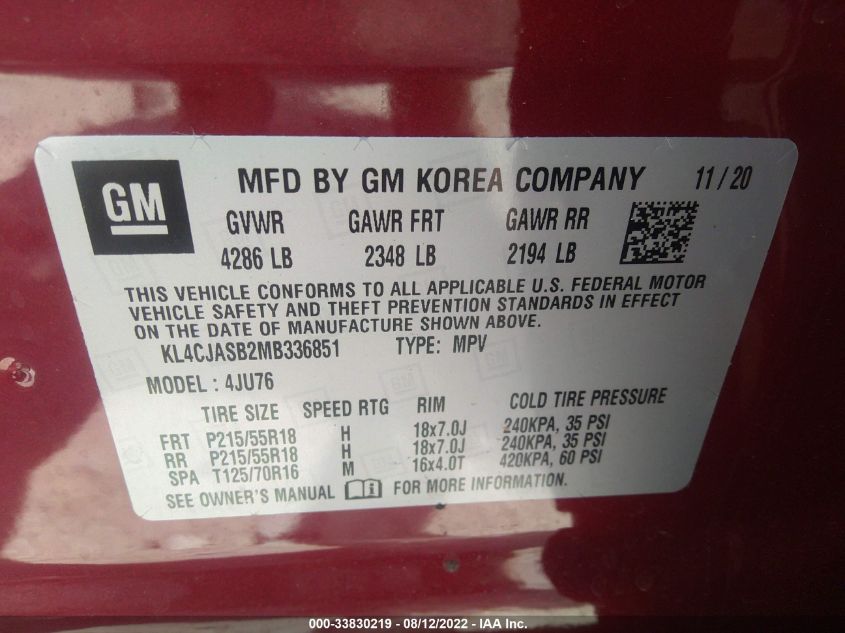 GM
MFD BY GM KOREA COMPANY 11/20
GVWR GAWR FRT GAWR RR
4286 LB 2348 LB 2194 LB
THIS VEHICLE CONFORMS TO ALL APPLICABLE U.S. FEDERAL MOTOR
VEHICLE SAFETY AND THEFT PREVENTION STANDARDS IN EFFECT
ON THE DATE OF MANUFACTURE SHOWN ABOVE.
KL4CJASB2MB336851 TYPE: MPV
MODEL: 4JU76
TIRE SIZE SPEED RTG RIM COLD TIRE PRESSURE
FRT P215/55R18 H 18x7.0J 240KPA, 35 PSI
RR P215/55R18 H 18x7.0J 240KPA, 35 PSI
SPA T125/70R16 M 16x4.0T 420KPA, 60 PSI
SEE OWNER'S MANUAL FOR MORE INFORMATION.
000-33830219 - 08/12/2022 - IAA Inc.